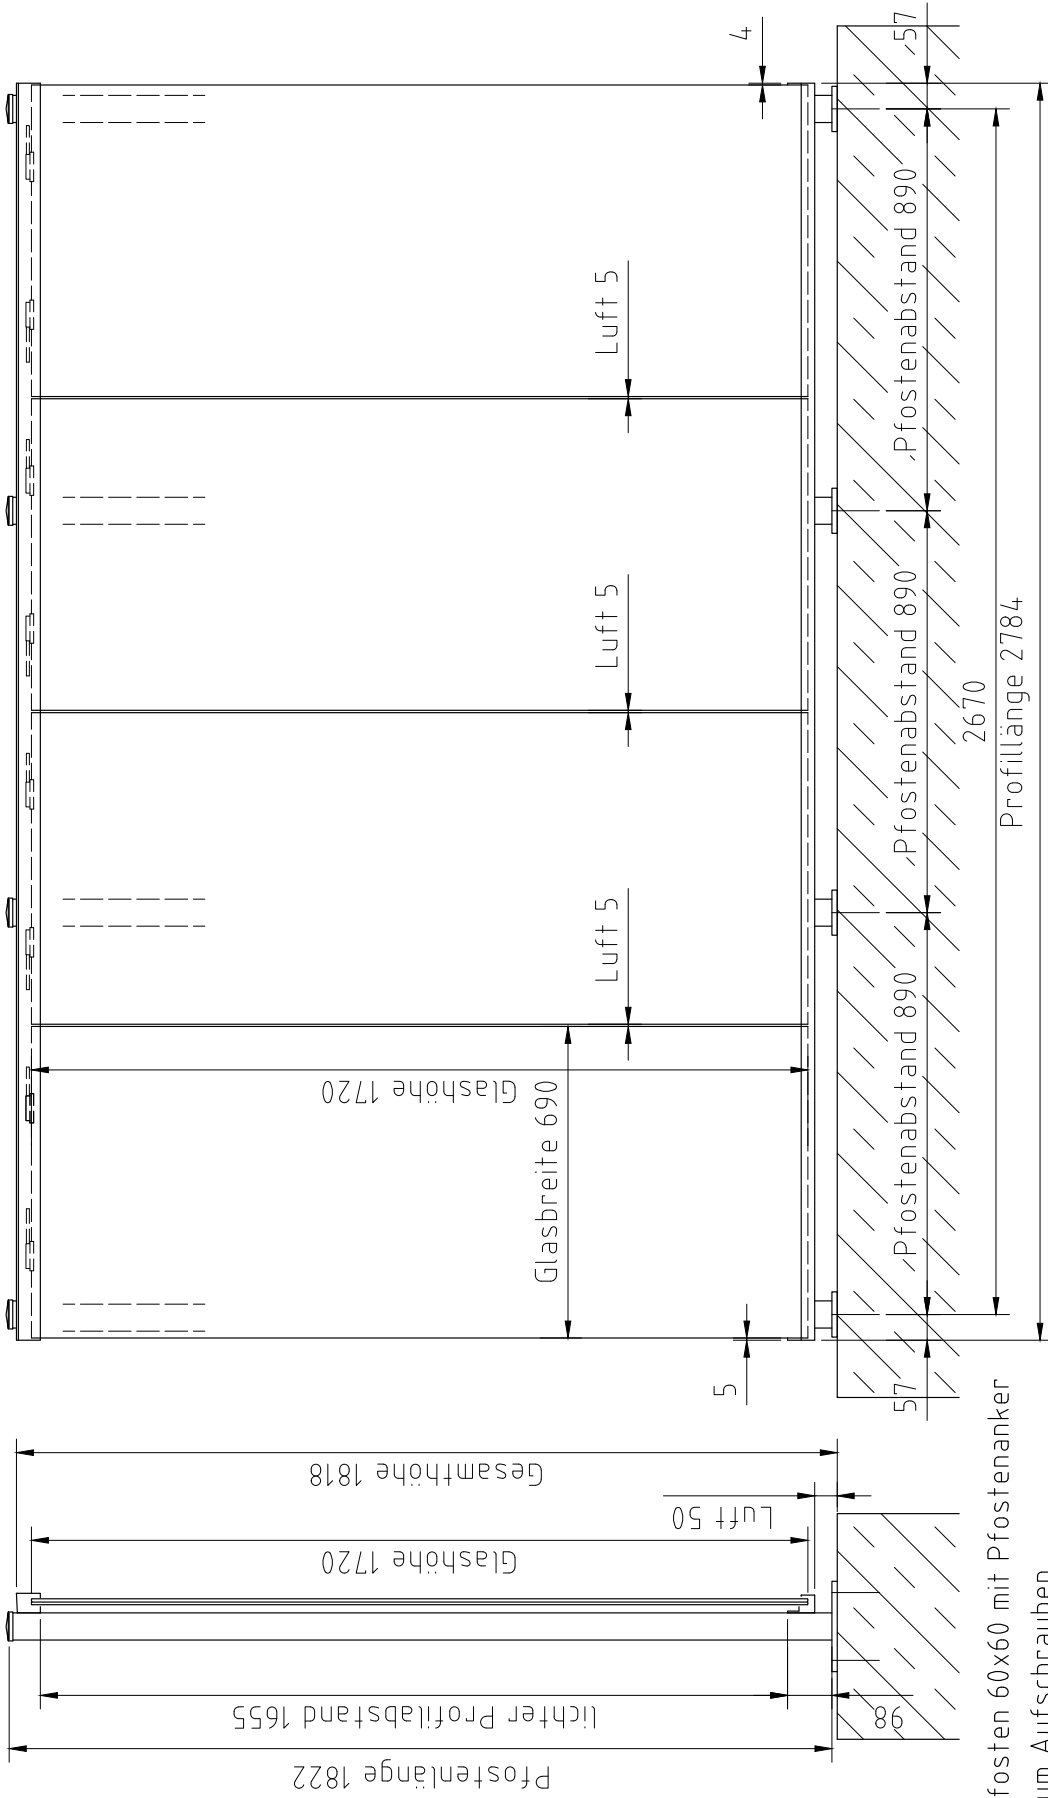 Pfostenlänge 1822
lichter Profilabstand 1655
98
Glashöhe 1720
Luft 50
Gesamthöhe 1818
fosten 60x60 mit Pfostenanker
um Aufschrauben
5
Glasbreite 690
Glashöhe 1720
Luft 5
Luft 5
Luft 5
4
57
Pfostenabstand 890
Pfostenabstand 890
Pfostenabstand 890
57
2670
Profillänge 2784